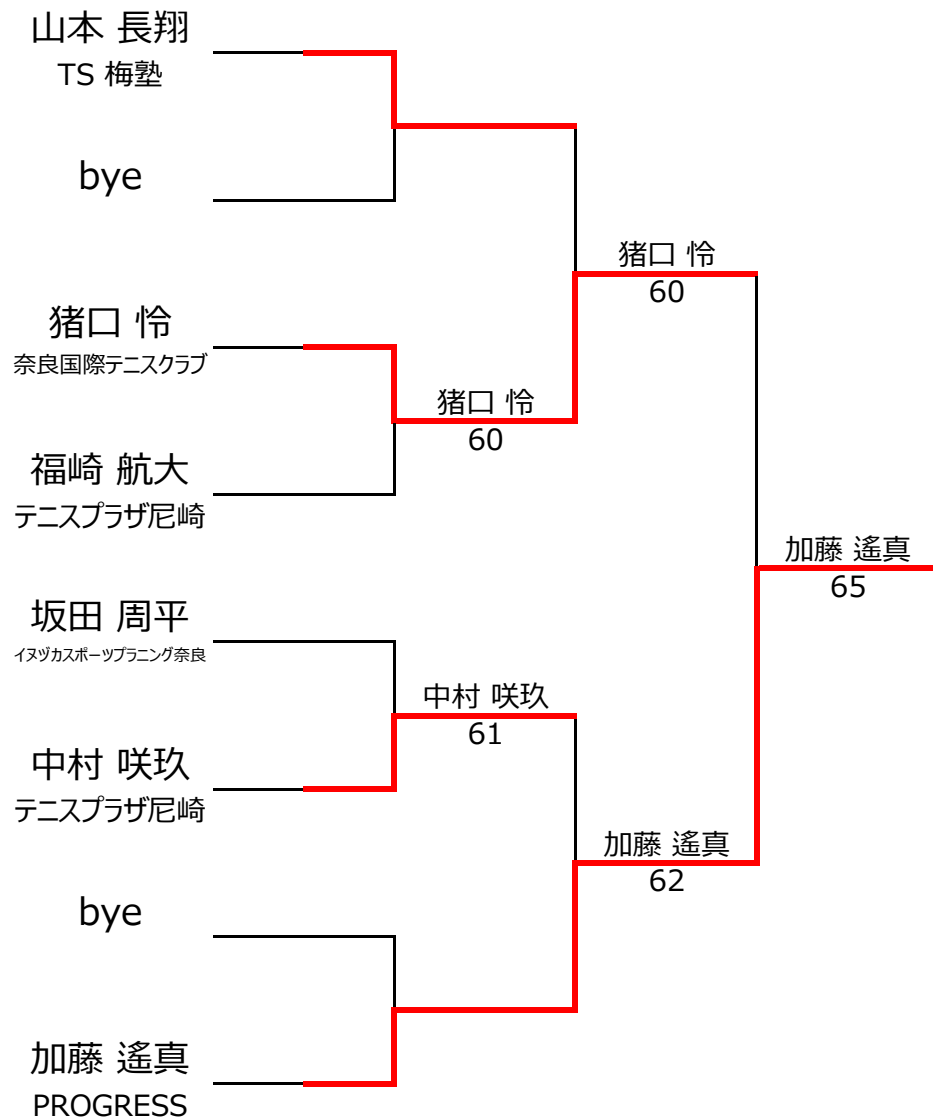 山本 長翔
TS 梅塾
bye
猪口 怜
60
猪口 怜
奈良国際テニスクラブ
猪口 怜
60
福崎 航大
テニスプラザ尼崎
加藤 遙真
65
坂田 周平
イヌヅカスポーツプラニング奈良
中村 咲玖
61
中村 咲玖
テニスプラザ尼崎
加藤 遙真
62
bye
加藤 遙真
PROGRESS